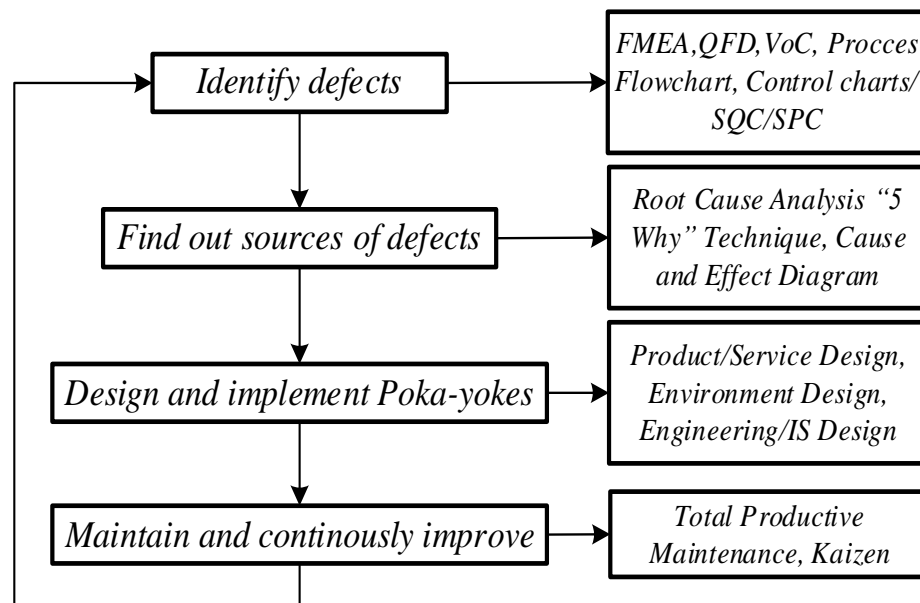 Identify defects
FMEA,QFD,VoC, Procces
Flowchart, Control charts/
SQC/SPC
Find out sources of defects
Root Cause Analysis “5
Why” Technique, Cause
and Effect Diagram
Design and implement Poka-yokes
Product/Service Design,
Environment Design,
Engineering/IS Design
Maintain and continously improve
Total Productive
Maintenance, Kaizen